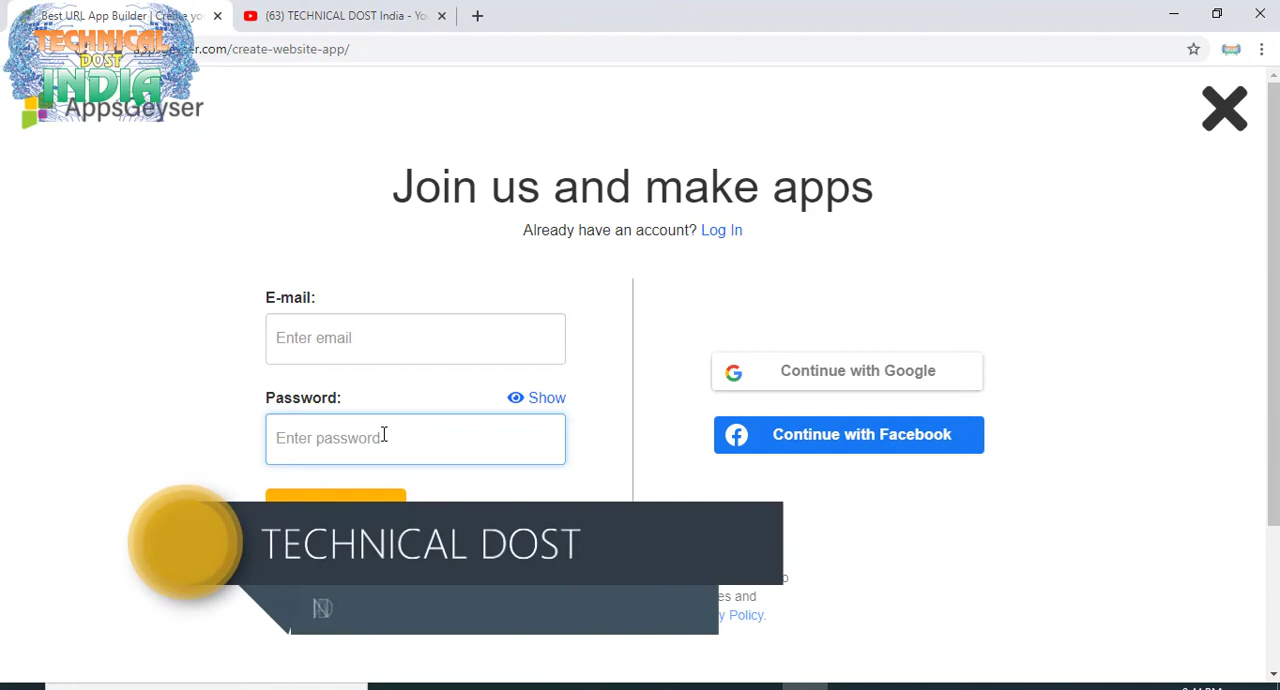 Best URL App Builder | Create yo
(63) TECHNICAL DOST India - Yo
appsgeyser.com/create-website-app/
TECHNICAL
DOST
INDIA
AppsGeyser
Join us and make apps
Already have an account? Log In
E-mail:
Enter email
Password:
Show
Enter password
Continue with Google
Continue with Facebook
TECHNICAL DOST
es and
y Policy.